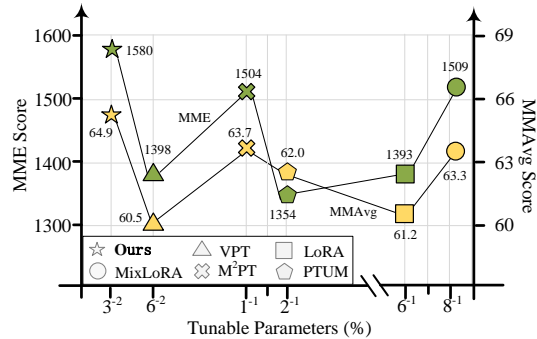 1600
69
1580
1509
1504
MME
1500
66
MME Score
MMAvg Score
64.9
63.7
62.0
1398
1393
63.3
1400
63
60.5
1354
MMAvg
61.2
1300
60
Ours VPT LoRA
MixLoRA M²PT PTUM
3⁻² 6⁻² 1⁻¹ 2⁻¹ 6⁻¹ 8⁻¹
Tunable Parameters (%)